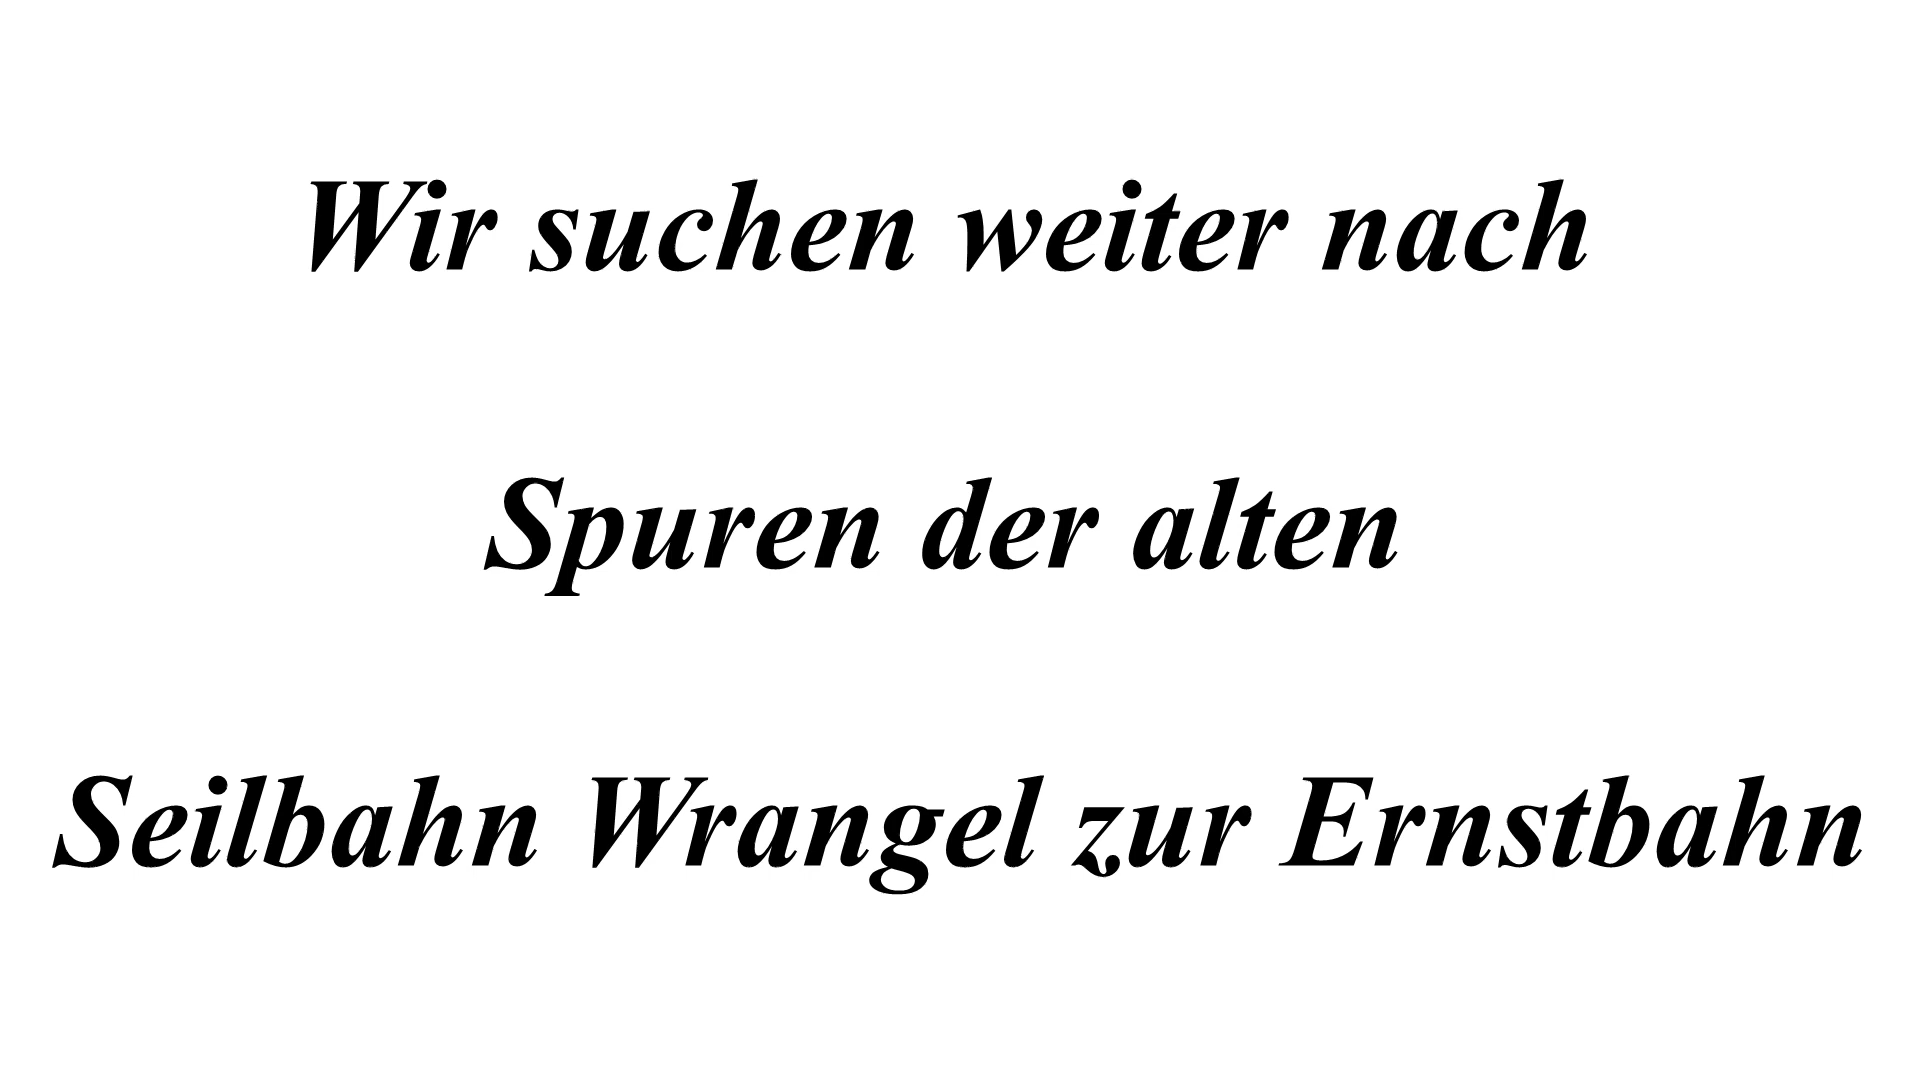 Wir suchen weiter nach
Spuren der alten
Seilbahn Wrangel zur Ernstbahn